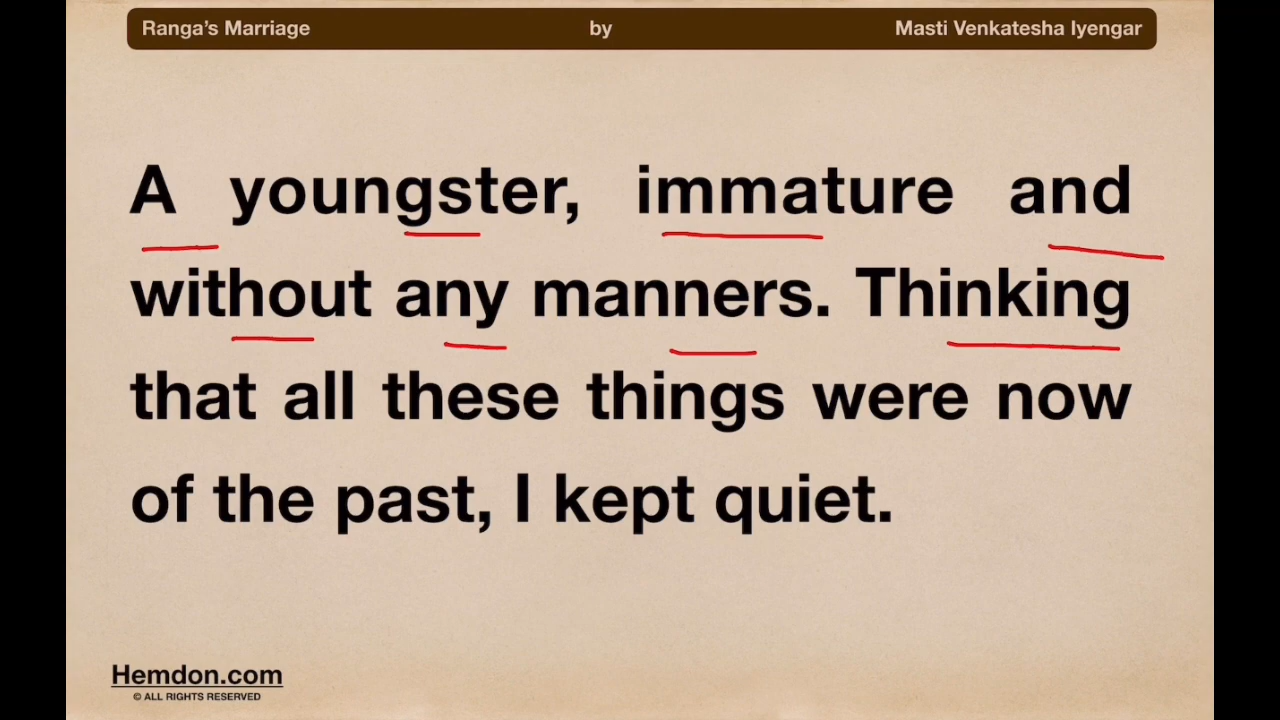 Ranga's Marriage by Masti Venkatesha Iyengar
A youngster, immature and
without any manners. Thinking
that all these things were now
of the past, I kept quiet.
Hemdon.com
© ALL RIGHTS RESERVED